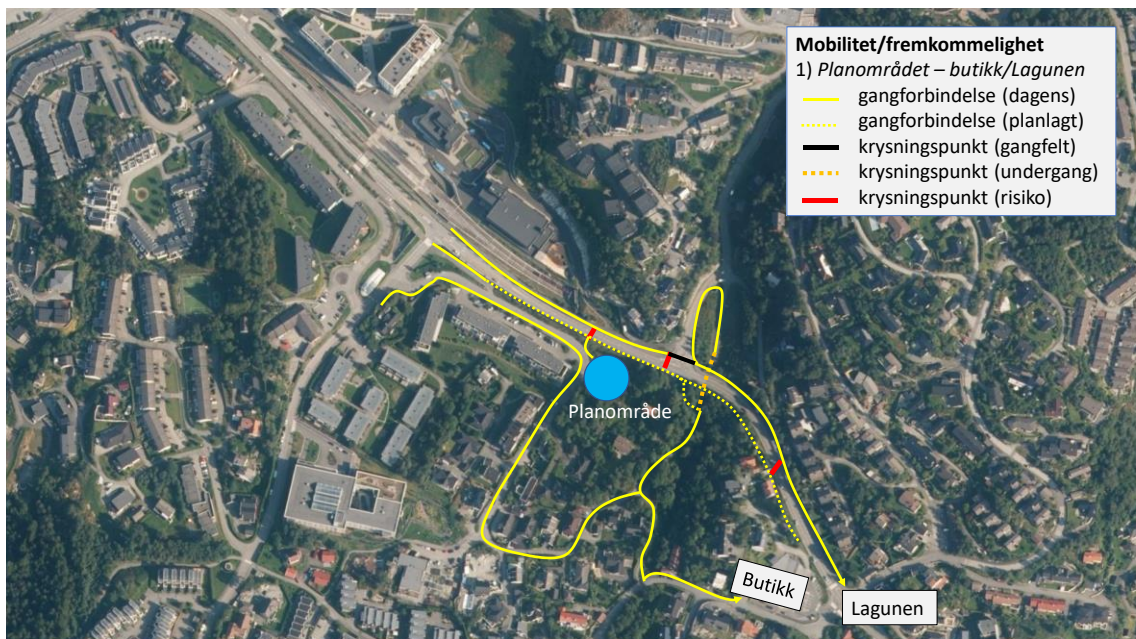 Mobilitet/fremkommelighet
1) Planområdet – butikk/Lagunen
gangforbindelse (dagens)
gangforbindelse (planlagt)
krysningspunkt (gangfelt)
krysningspunkt (undergang)
krysningspunkt (risiko)
Planområde
Butikk
Lagunen